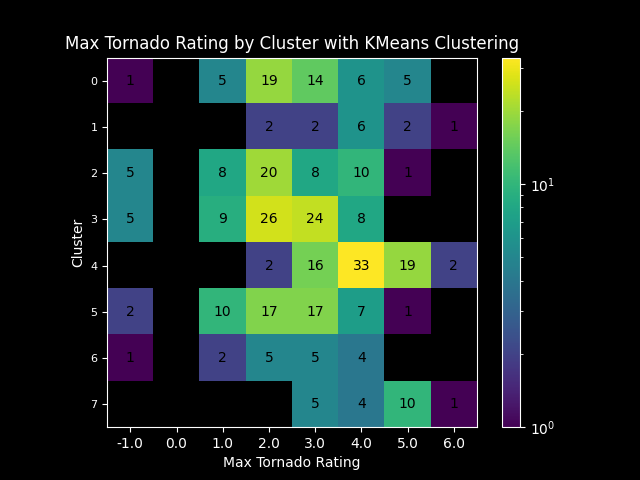 Max Tornado Rating by Cluster with KMeans Clustering
0 1 5 19 14 6 5
1 2 2 6 2 1
2 5 8 20 8 10 1
3 5 9 26 24 8
4 2 16 33 19 2
5 2 10 17 17 7 1
6 1 2 5 5 4
7 5 4 10 1
Cluster
-1.0 0.0 1.0 2.0 3.0 4.0 5.0 6.0
Max Tornado Rating
10¹
10⁰